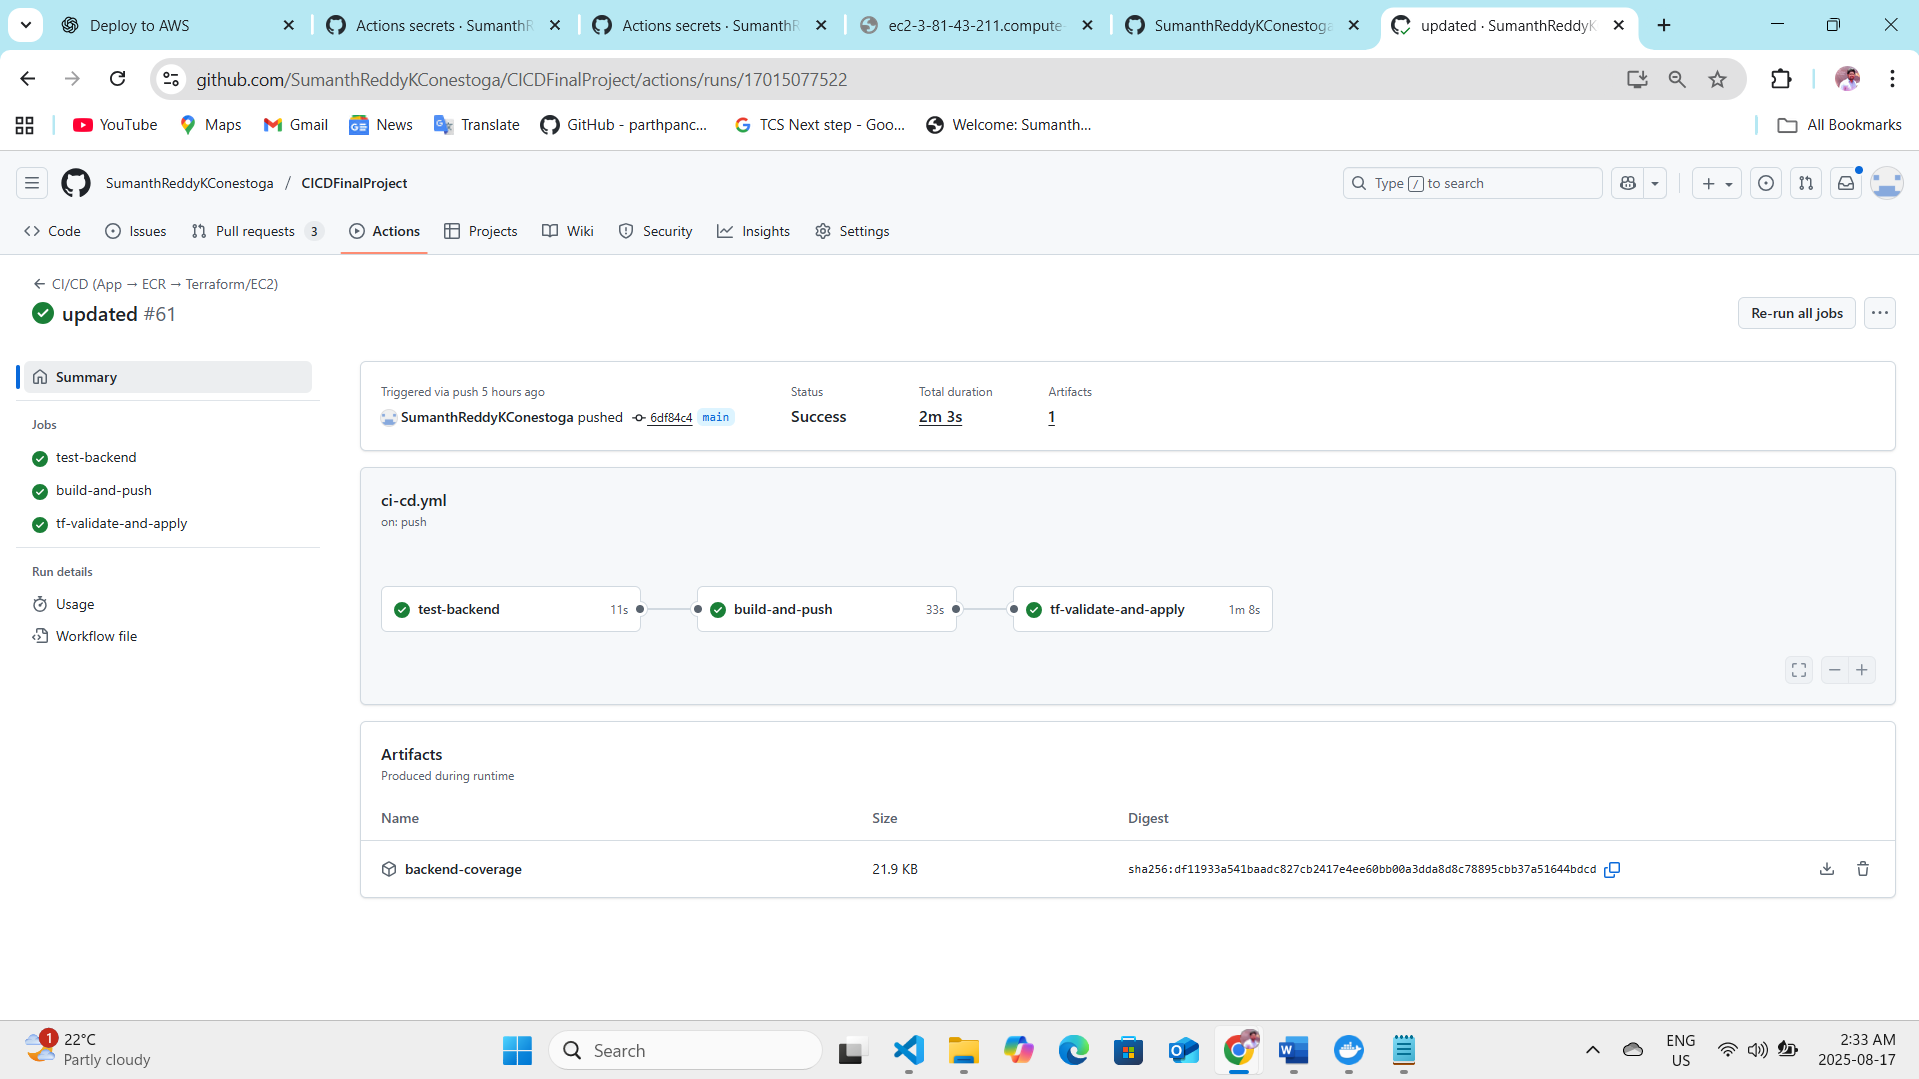 Deploy to AWS
Actions secrets · SumanthR
Actions secrets · SumanthR
ec2-3-81-43-211.compute-
SumanthReddyKConestoga
updated · SumanthReddyK
github.com/SumanthReddyKConestoga/CICDFinalProject/actions/runs/17015077522
YouTube
Maps
Gmail
News
Translate
GitHub - parthpanc...
TCS Next step - Goo...
Welcome: Sumanth...
All Bookmarks
SumanthReddyKConestoga / CICDFinalProject
Type / to search
Code
Issues
Pull requests 3
Actions
Projects
Wiki
Security
Insights
Settings
CI/CD (App → ECR → Terraform/EC2)
updated #61
Re-run all jobs
Summary
Jobs
test-backend
build-and-push
tf-validate-and-apply
Run details
Usage
Workflow file
Triggered via push 5 hours ago
SumanthReddyKConestoga pushed 6df84c4 main
Status
Success
Total duration
2m 3s
Artifacts
1
ci-cd.yml
on: push
test-backend 11s
build-and-push 33s
tf-validate-and-apply 1m 8s
Artifacts
Produced during runtime
Name Size Digest
backend-coverage 21.9 KB sha256:df11933a541baadc827cb2417e4ee60bb00a3dda8d8c78895cbb37a51644bdcd
1
22°C
Partly cloudy
Search
ENG
US
2:33 AM
2025-08-17